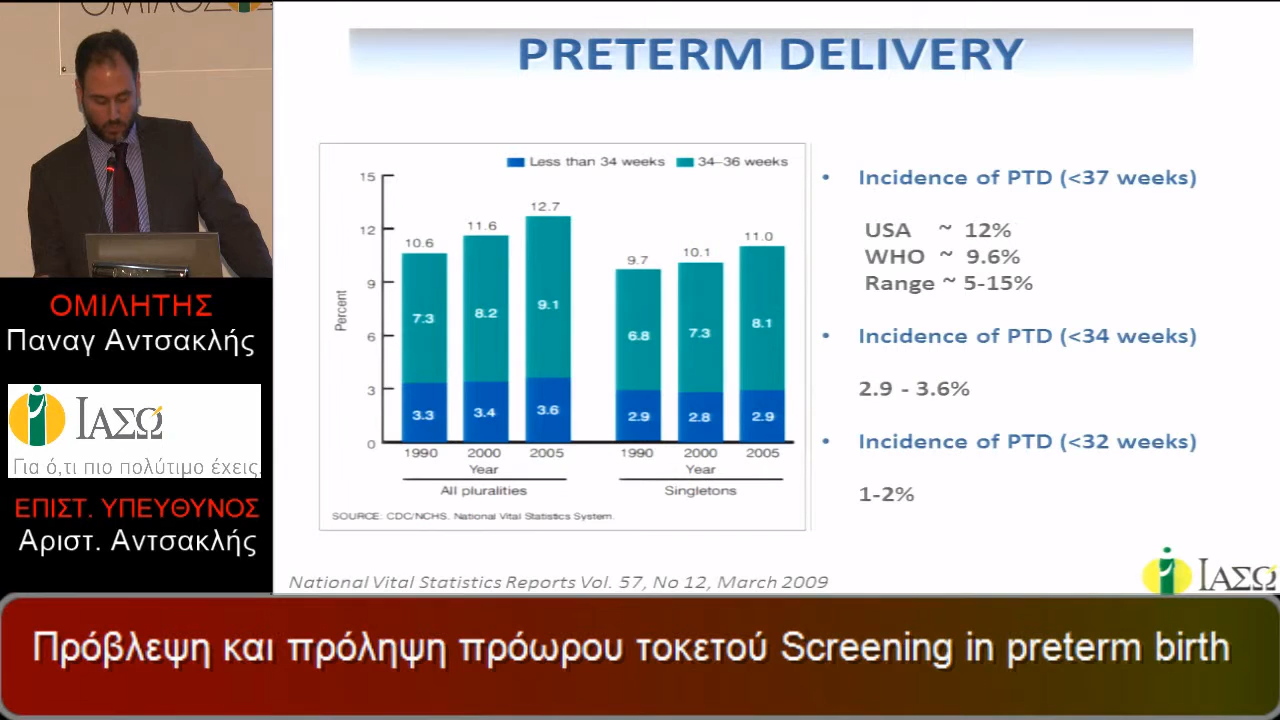 ΟΜΙΛΟΣ
PRETERM DELIVERY
Less than 34 weeks
34–36 weeks
Percent
15
12
9
6
3
0
10.6
11.6
12.7
9.7
10.1
11.0
7.3
8.2
9.1
6.8
7.3
8.1
3.3
3.4
3.6
2.9
2.8
2.9
1990 2000 2005 1990 2000 2005
Year Year
All pluralities Singletons
SOURCE: CDC/NCHS. National Vital Statistics System.
• Incidence of PTD (<37 weeks)
USA ~ 12%
WHO ~ 9.6%
Range ~ 5-15%
• Incidence of PTD (<34 weeks)
2.9 - 3.6%
• Incidence of PTD (<32 weeks)
1-2%
National Vital Statistics Reports Vol. 57, No 12, March 2009
ΙΑΣΩ
ΟΜΙΛΗΤΗΣ
Παναγ Αντσακλής
ΙΑΣΩ
Για ό,τι πιο πολύτιμο έχεις.
ΕΠΙΣΤ. ΥΠΕΥΘΥΝΟΣ
Αριστ. Αντσακλής
Πρόβλεψη και πρόληψη πρόωρου τοκετού Screening in preterm birth